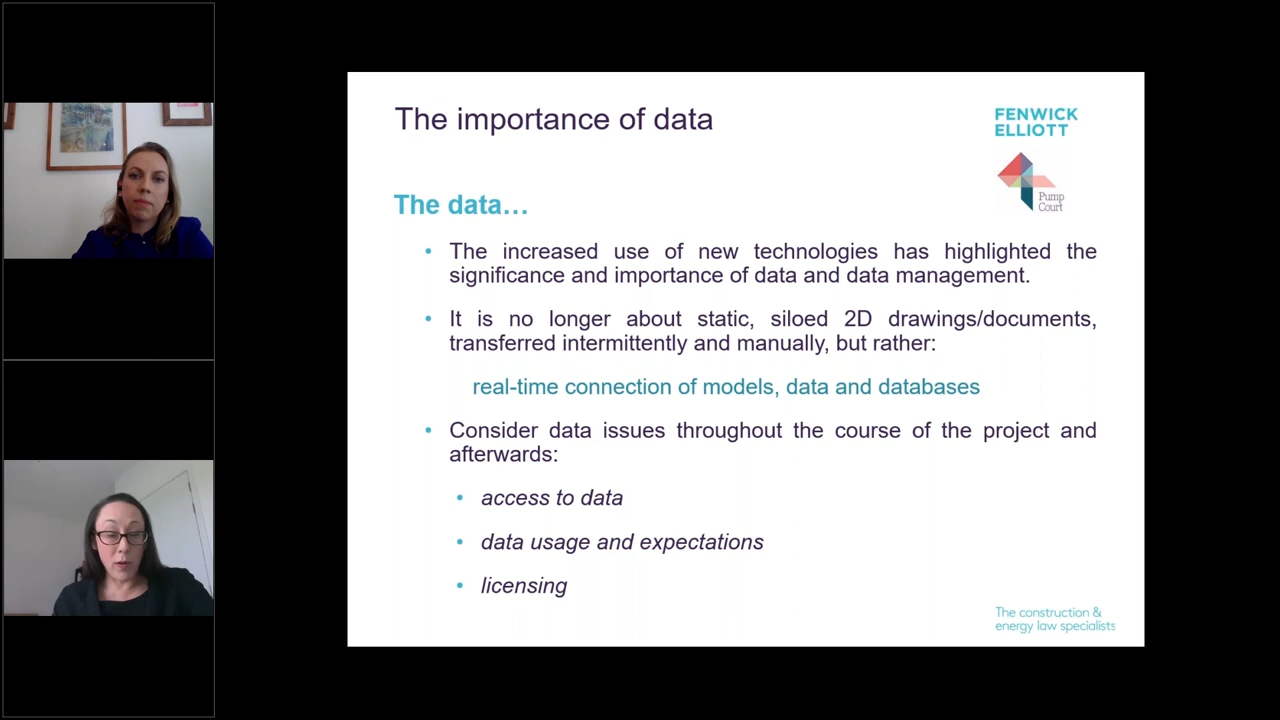 The importance of data
FENWICK
ELLIOTT
Pump
Court
The data...
• The increased use of new technologies has highlighted the
significance and importance of data and data management.
• It is no longer about static, siloed 2D drawings/documents,
transferred intermittently and manually, but rather:
real-time connection of models, data and databases
• Consider data issues throughout the course of the project and
afterwards:
• access to data
• data usage and expectations
• licensing
The construction &
energy law specialists